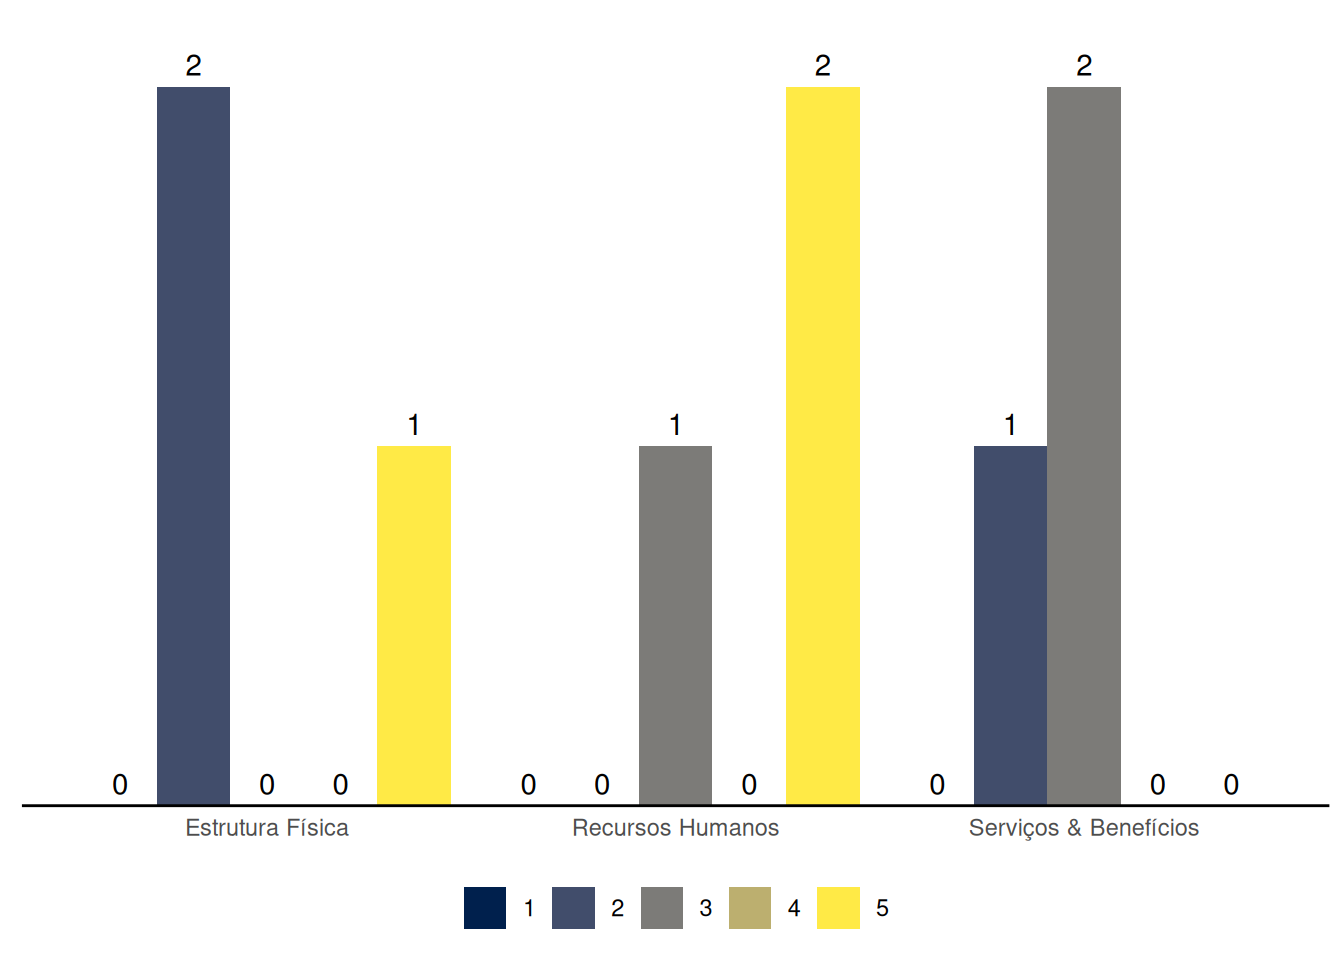 2 2 2
1 1 1
0 0 0 0 0 0 0 0 0
Estrutura Física Recursos Humanos Serviços & Benefícios
1 2 3 4 5